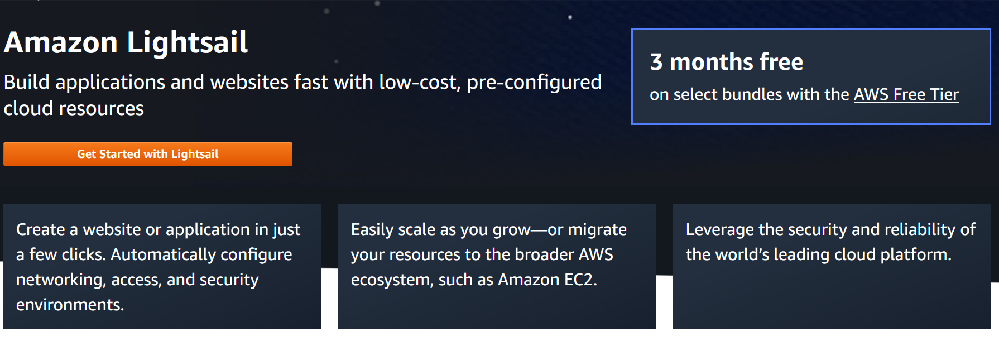 Amazon Lightsail
Build applications and websites fast with low-cost, pre-configured
cloud resources
Get Started with Lightsail
3 months free
on select bundles with the AWS Free Tier
Create a website or application in just
a few clicks. Automatically configure
networking, access, and security
environments.
Easily scale as you grow—or migrate
your resources to the broader AWS
ecosystem, such as Amazon EC2.
Leverage the security and reliability of
the world’s leading cloud platform.